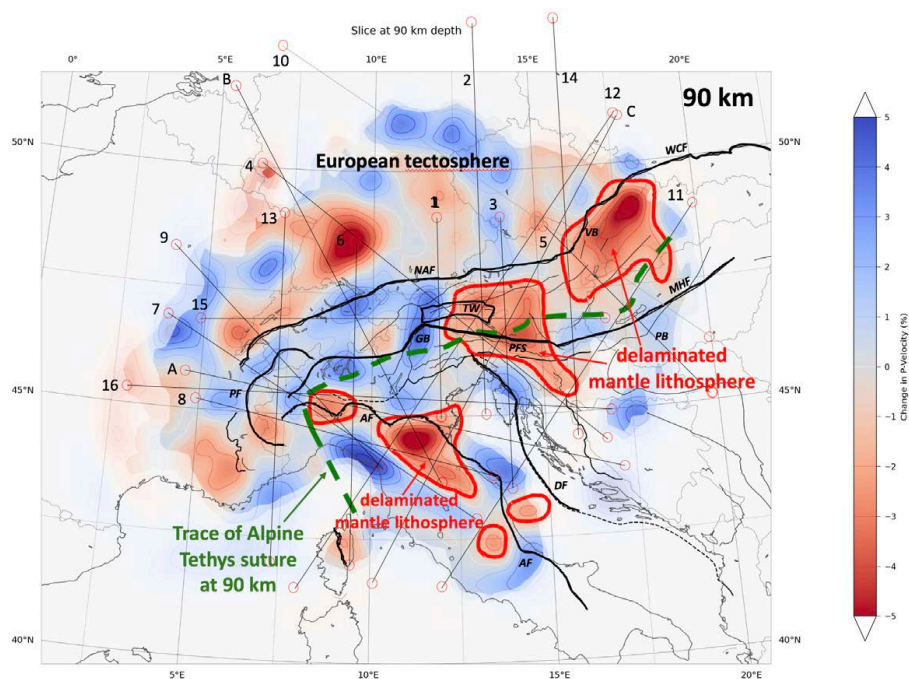 Slice at 90 km depth
2
14
10
0°
5°E
10°E
15°E
20°E
B
12
C
90 km
50°N
50°N
European tectosphere
WCF
4
11
1
3
13
5
9
6
VB
NAF
MHF
7
15
TW
GB
PFS
PB
delaminated
mantle lithosphere
A
16
8
PF
45°N
45°N
AF
DF
delaminated
mantle lithosphere
Trace of Alpine
Tethys suture
at 90 km
AF
40°N
40°N
5°E
10°E
15°E
20°E
5
4
3
2
1
0
−1
−2
−3
−4
−5
Change in P-Velocity (%)